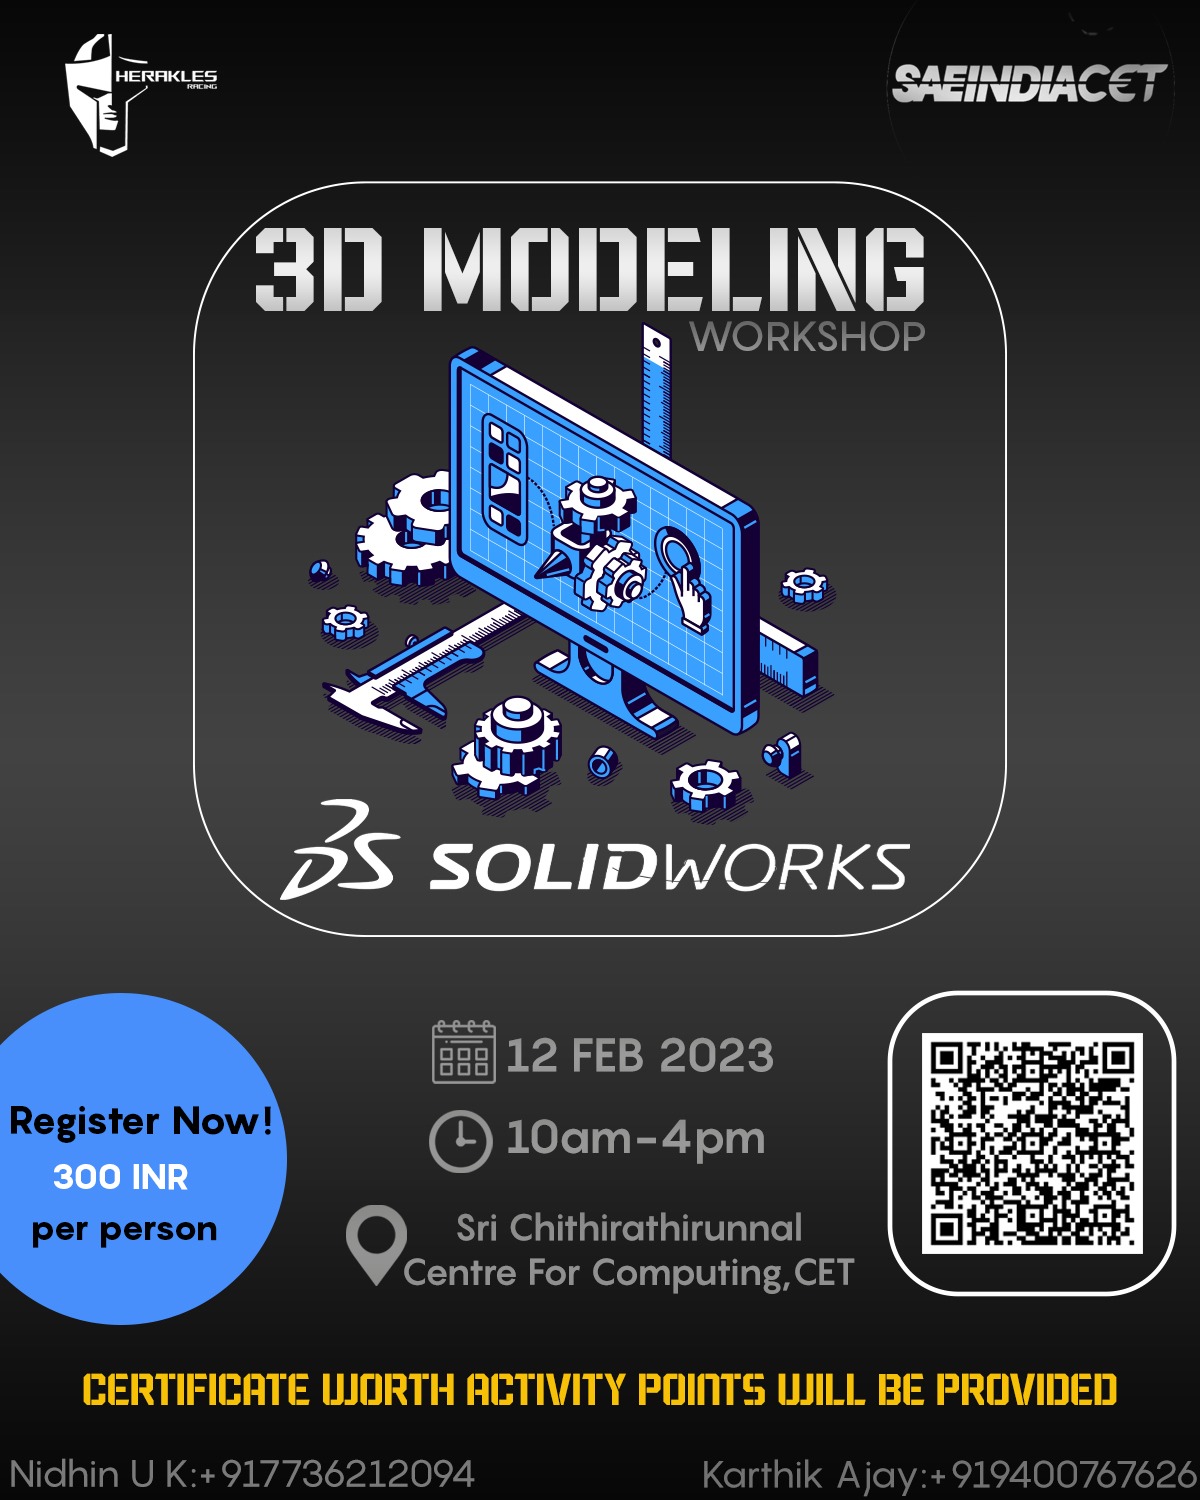 HERAKLES
RACING
SAEINDIACET
3D MODELING
WORKSHOP
SOLIDWORKS
Register Now!
300 INR
per person
12 FEB 2023
10am-4pm
Sri Chithirathirunnal
Centre For Computing,CET
CERTIFICATE WORTH ACTIVITY POINTS WILL BE PROVIDED
Nidhin U K:+917736212094
Karthik Ajay:+919400767626